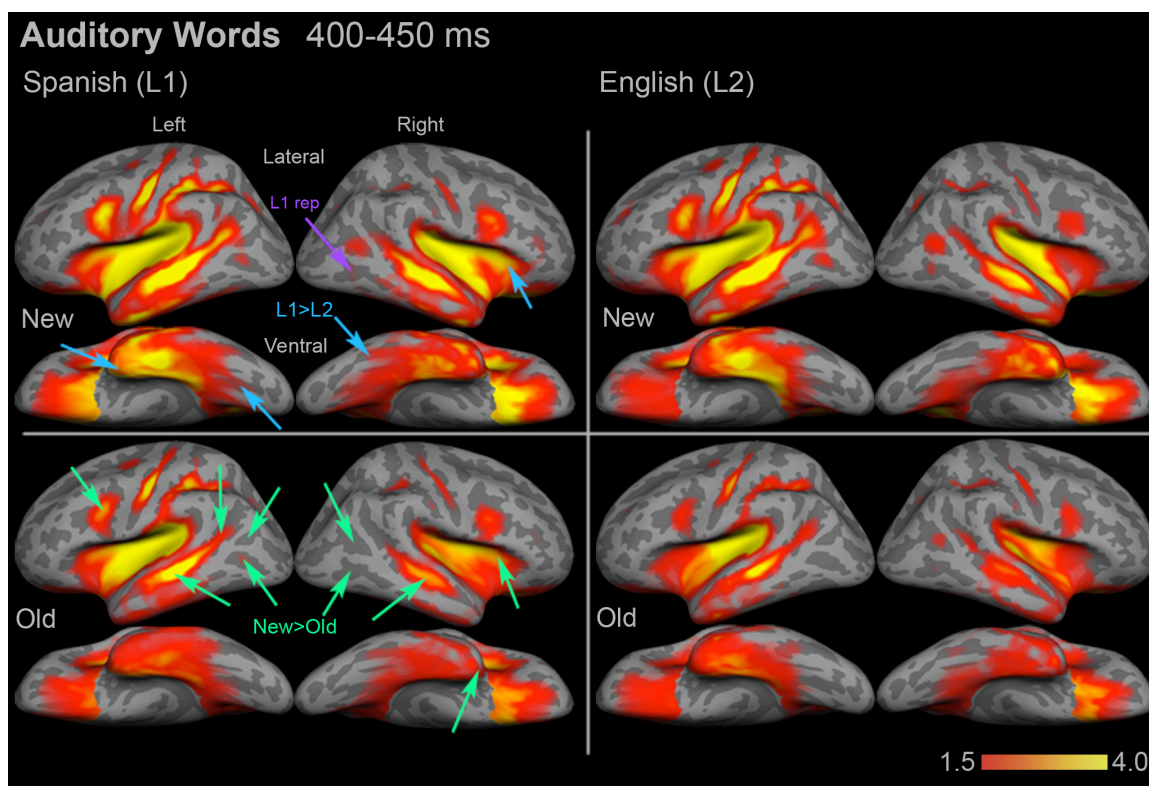 Auditory Words 400-450 ms
Spanish (L1)
English (L2)
Left
Right
Lateral
L1 rep
New
L1>L2
Ventral
New
Old
New>Old
Old
1.5
4.0